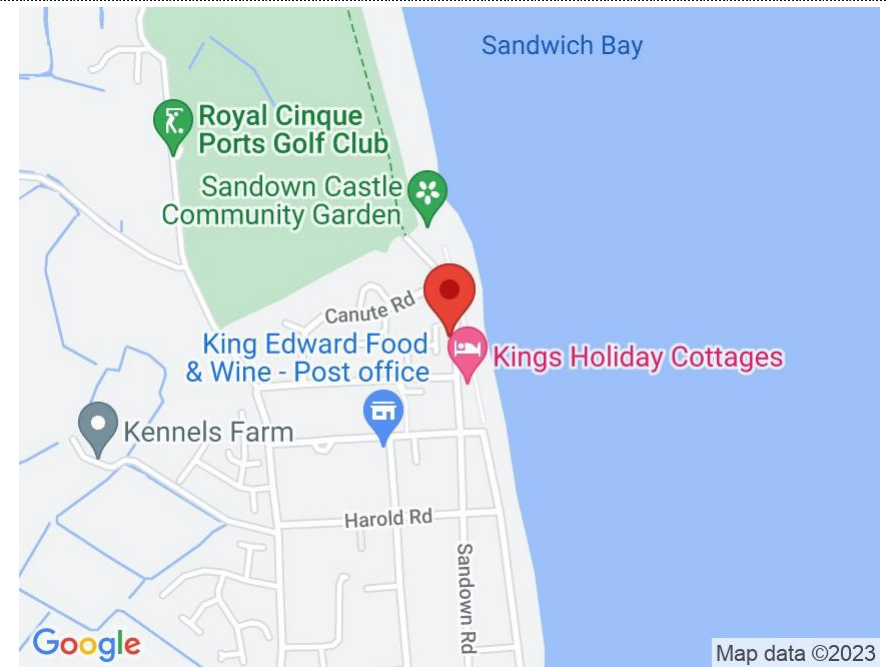 Sandwich Bay
Royal Cinque
Ports Golf Club
Sandown Castle
Community Garden
Canute Rd
King Edward Food
& Wine - Post office
Kings Holiday Cottages
Kennels Farm
Harold Rd
Sandown Rd
Google
Map data ©2023